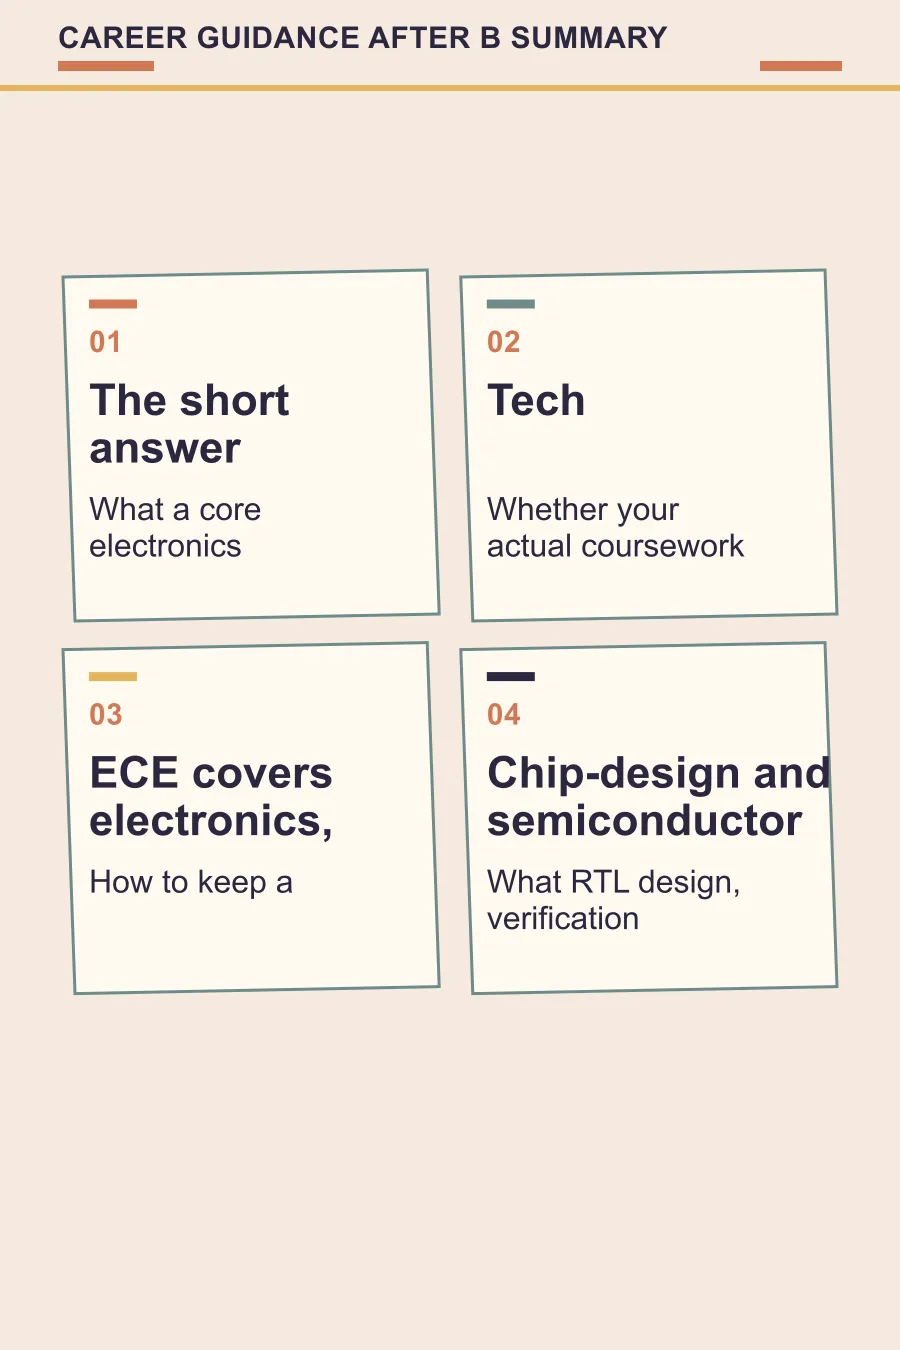 CAREER GUIDANCE AFTER B SUMMARY
01
The short
answer
What a core
electronics
02
Tech
Whether your
actual coursework
03
ECE covers
electronics,
How to keep a
04
Chip-design and
semiconductor
What RTL design,
verification